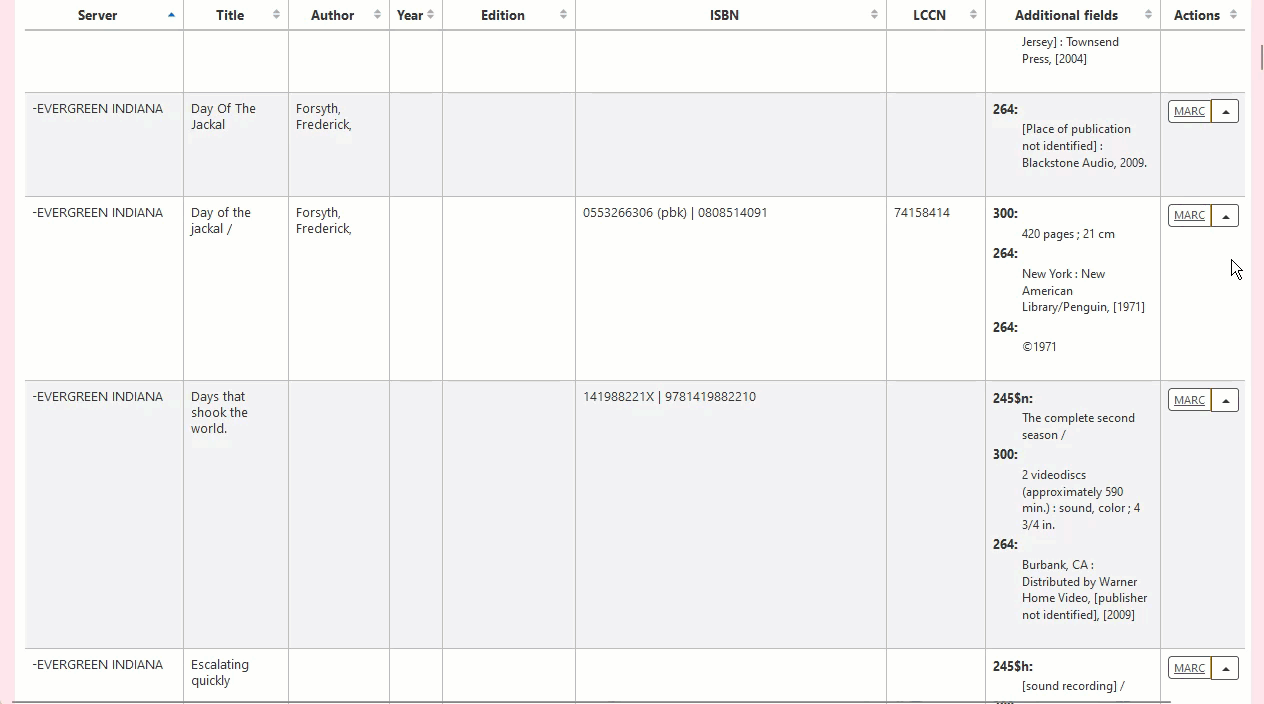 Server Title Author Year Edition ISBN LCCN Additional fields Actions
Jersey] : Townsend
Press, [2004]
-EVERGREEN INDIANA
Day Of The
Jackal
Forsyth,
Frederick,
264:
[Place of publication
not identified] :
Blackstone Audio, 2009.
MARC
-EVERGREEN INDIANA
Day of the
jackal /
Forsyth,
Frederick,
0553266306 (pbk) | 0808514091
74158414
300:
420 pages ; 21 cm
264:
New York : New
American
Library/Penguin, [1971]
264:
©1971
MARC
-EVERGREEN INDIANA
Days that
shook the
world.
141988221X | 9781419882210
245$n:
The complete second
season /
300:
2 videodiscs
(approximately 590
min.) : sound, color ; 4
3/4 in.
264:
Burbank, CA :
Distributed by Warner
Home Video, [publisher
not identified], [2009]
MARC
-EVERGREEN INDIANA
Escalating
quickly
245$h:
[sound recording] /
MARC